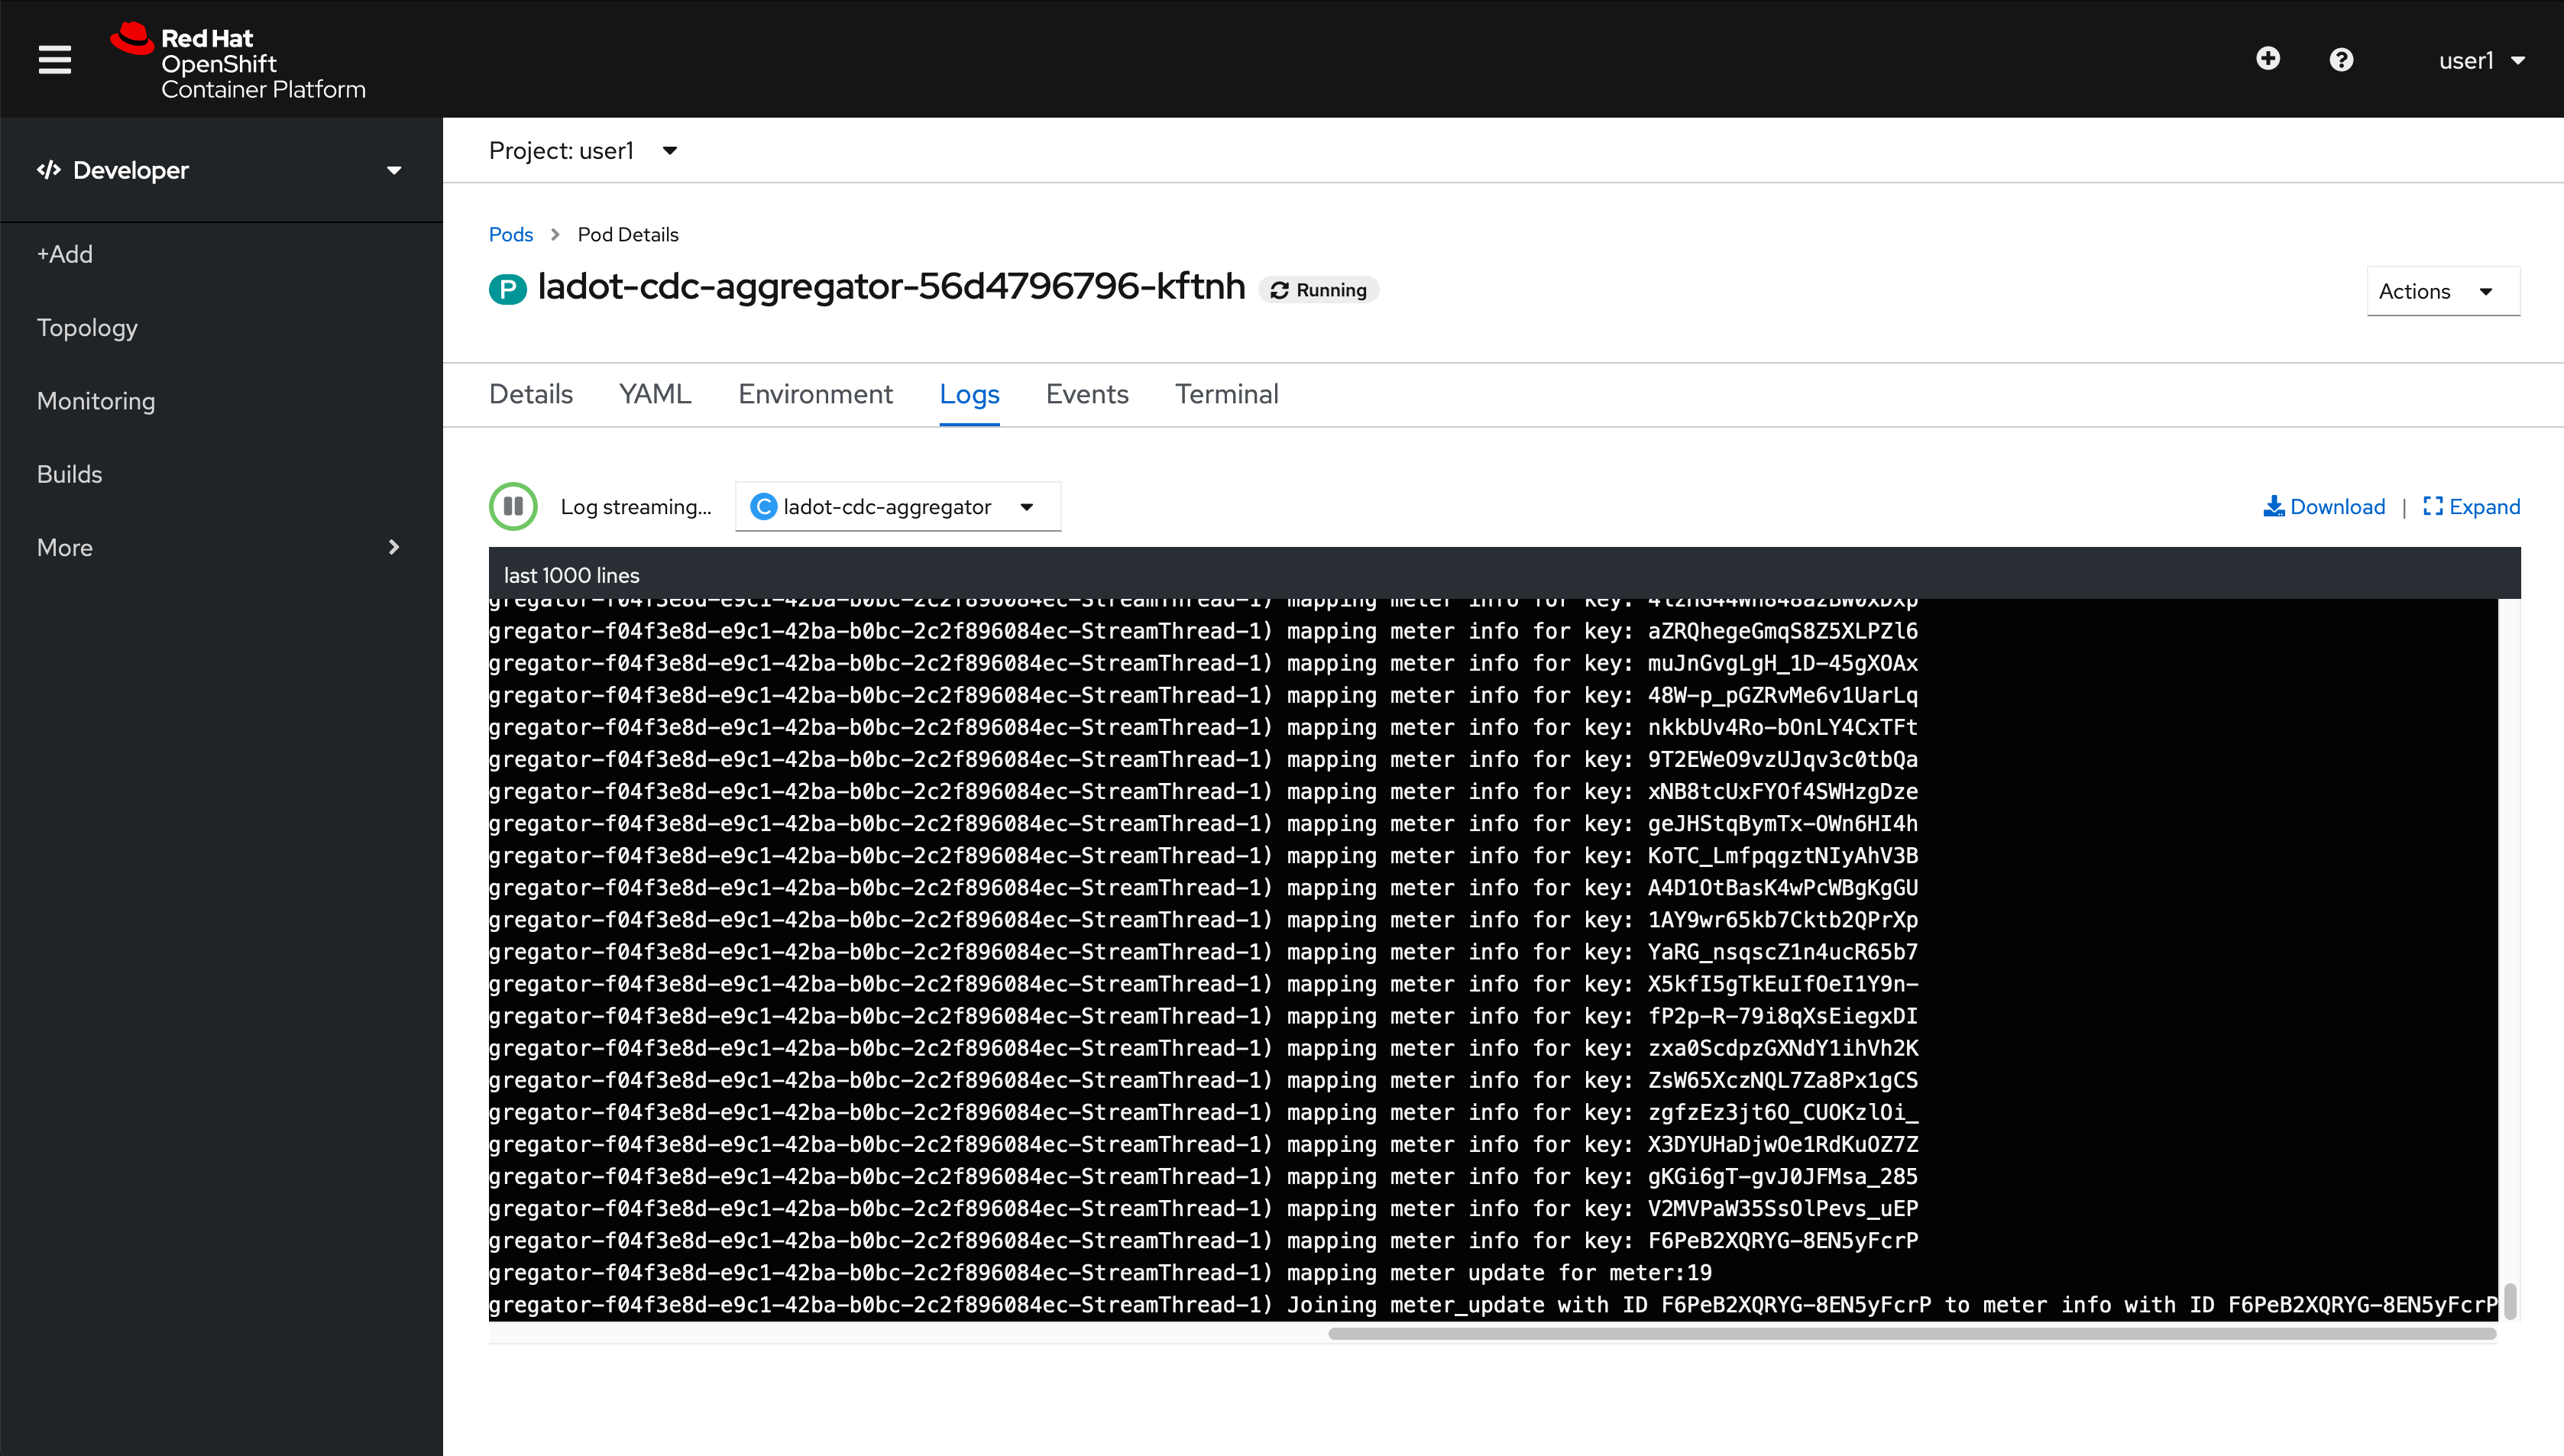 Red Hat
OpenShift
Container Platform
user1
Developer
+Add
Topology
Monitoring
Builds
More
Project: user1
Pods > Pod Details
P ladot-cdc-aggregator-56d4796796-kftnh Running
Actions
Details YAML Environment Logs Events Terminal
Log streaming... C ladot-cdc-aggregator Download | Expand
last 1000 lines
gregator-f04f3e8d-e9c1-42ba-b0bc-2c2f896084ec-StreamThread-1) mapping meter info for key:
gregator-f04f3e8d-e9c1-42ba-b0bc-2c2f896084ec-StreamThread-1) mapping meter info for key: aZRQhegeGmqS8Z5XLPZl6
gregator-f04f3e8d-e9c1-42ba-b0bc-2c2f896084ec-StreamThread-1) mapping meter info for key: muJnGvgLgH_1D-45gXOAx
gregator-f04f3e8d-e9c1-42ba-b0bc-2c2f896084ec-StreamThread-1) mapping meter info for key: 48W-p_pGZRvMe6v1UarLq
gregator-f04f3e8d-e9c1-42ba-b0bc-2c2f896084ec-StreamThread-1) mapping meter info for key: nkkbUv4Ro-bOnLY4CxTFt
gregator-f04f3e8d-e9c1-42ba-b0bc-2c2f896084ec-StreamThread-1) mapping meter info for key: 9T2EWeO9vzUJqv3c0tbQa
gregator-f04f3e8d-e9c1-42ba-b0bc-2c2f896084ec-StreamThread-1) mapping meter info for key: xNB8tcUxFYOf4SWHzgDze
gregator-f04f3e8d-e9c1-42ba-b0bc-2c2f896084ec-StreamThread-1) mapping meter info for key: geJHStqBymTx-OWn6HI4h
gregator-f04f3e8d-e9c1-42ba-b0bc-2c2f896084ec-StreamThread-1) mapping meter info for key: KoTC_LmfpqgztNIyAhV3B
gregator-f04f3e8d-e9c1-42ba-b0bc-2c2f896084ec-StreamThread-1) mapping meter info for key: A4D1OtBasK4wPcWBgKgGU
gregator-f04f3e8d-e9c1-42ba-b0bc-2c2f896084ec-StreamThread-1) mapping meter info for key: 1AY9wr65kb7Cktb2QPrXp
gregator-f04f3e8d-e9c1-42ba-b0bc-2c2f896084ec-StreamThread-1) mapping meter info for key: YaRG_nsqscZ1n4ucR65b7
gregator-f04f3e8d-e9c1-42ba-b0bc-2c2f896084ec-StreamThread-1) mapping meter info for key: X5kfI5gTkEuIfOeI1Y9n-
gregator-f04f3e8d-e9c1-42ba-b0bc-2c2f896084ec-StreamThread-1) mapping meter info for key: fP2p-R-79i8qXsEiegxDI
gregator-f04f3e8d-e9c1-42ba-b0bc-2c2f896084ec-StreamThread-1) mapping meter info for key: zxa0ScdpzGXNdY1ihVh2K
gregator-f04f3e8d-e9c1-42ba-b0bc-2c2f896084ec-StreamThread-1) mapping meter info for key: ZsW65XczNQL7Za8Px1gCS
gregator-f04f3e8d-e9c1-42ba-b0bc-2c2f896084ec-StreamThread-1) mapping meter info for key: zgfzEz3jt6O_CUOKzlOi_
gregator-f04f3e8d-e9c1-42ba-b0bc-2c2f896084ec-StreamThread-1) mapping meter info for key: X3DYUHaDjwOe1RdKuOZ7Z
gregator-f04f3e8d-e9c1-42ba-b0bc-2c2f896084ec-StreamThread-1) mapping meter info for key: gKGi6gT-gvJ0JFMsa_285
gregator-f04f3e8d-e9c1-42ba-b0bc-2c2f896084ec-StreamThread-1) mapping meter info for key: V2MVPaW35SsOlPevs_uEP
gregator-f04f3e8d-e9c1-42ba-b0bc-2c2f896084ec-StreamThread-1) mapping meter info for key: F6PeB2XQRYG-8EN5yFcrP
gregator-f04f3e8d-e9c1-42ba-b0bc-2c2f896084ec-StreamThread-1) mapping meter update for meter:19
gregator-f04f3e8d-e9c1-42ba-b0bc-2c2f896084ec-StreamThread-1) Joining meter_update with ID F6PeB2XQRYG-8EN5yFcrP to meter info with ID F6PeB2XQRYG-8EN5yFcrP